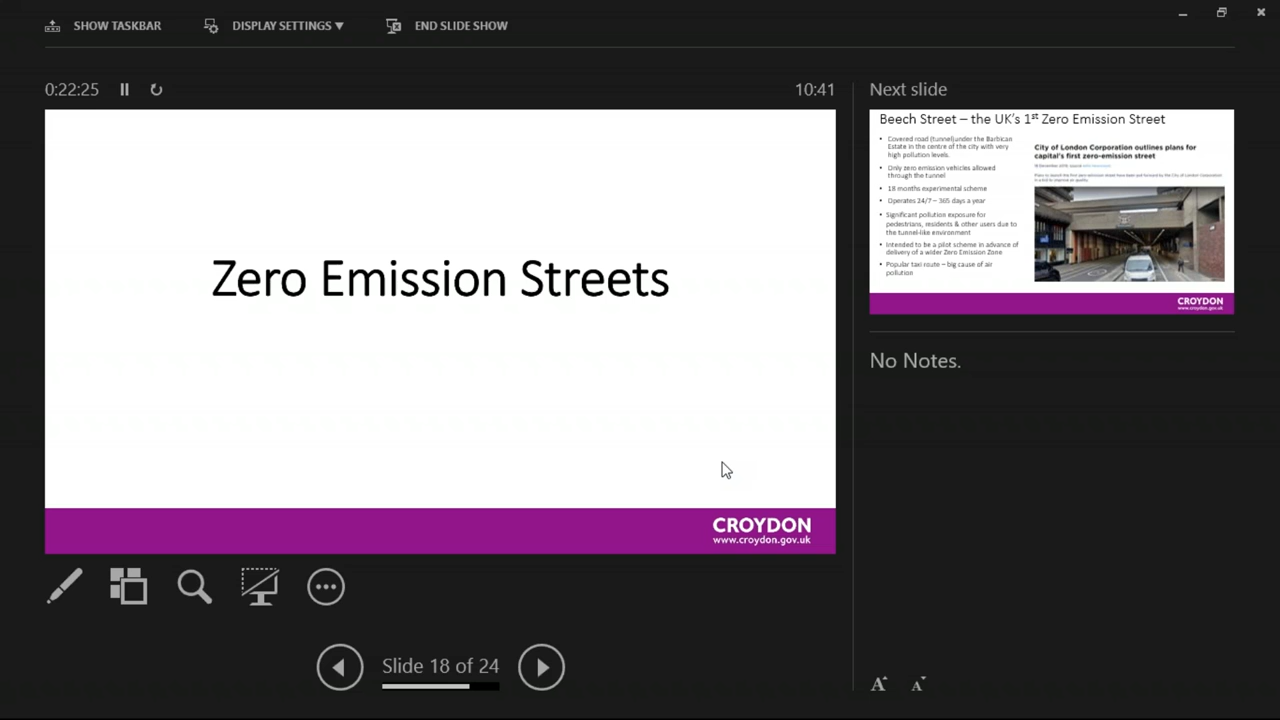 SHOW TASKBAR
DISPLAY SETTINGS ▼
END SLIDE SHOW
0:22:25
10:41
Zero Emission Streets
CROYDON
www.croydon.gov.uk
Slide 18 of 24
Next slide
Beech Street – the UK's 1st Zero Emission Street
• Covered road (tunnel)under the Barbican
Estate in the centre of the city with very
high pollution levels.
• Only zero emission vehicles allowed
through the tunnel
• 18 months experimental scheme
• Operates 24/7 – 365 days a year
• Significant pollution exposure for
pedestrians, residents & other users due to
the tunnel-like environment
• Intended to be a pilot scheme in advance of
delivery of a wider Zero Emission Zone
• Popular taxi route – big cause of air
pollution
City of London Corporation outlines plans for
capital's first zero-emission street
CROYDON
www.croydon.gov.uk
No Notes.
A A